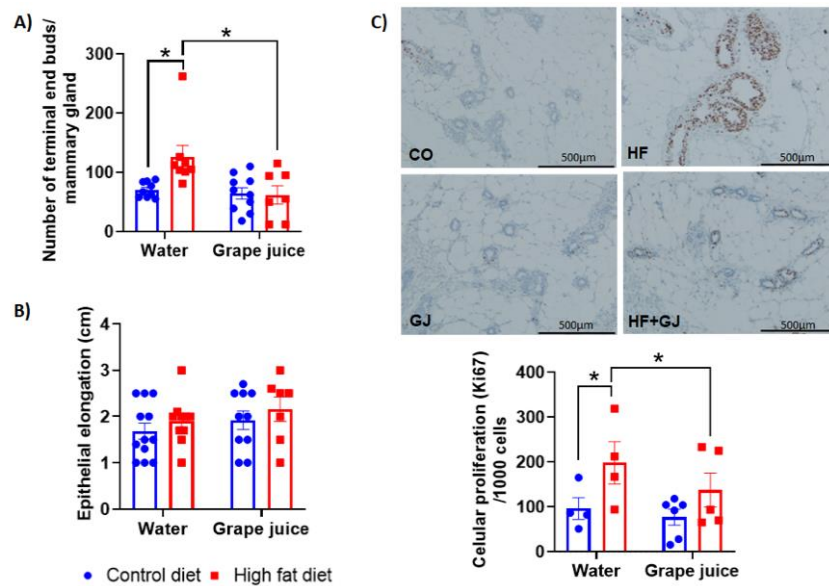 A)
Number of terminal end buds/
mammary gland
300
200
100
0
*
*
Water
Grape juice
B)
Epithelial elongation (cm)
4
3
2
1
0
Water
Grape juice
Control diet
High fat diet
C)
CO
500µm
HF
500µm
GJ
500µm
HF+GJ
500µm
Celular proliferation (Ki67)
/1000 cells
400
300
200
100
0
*
*
Water
Grape juice